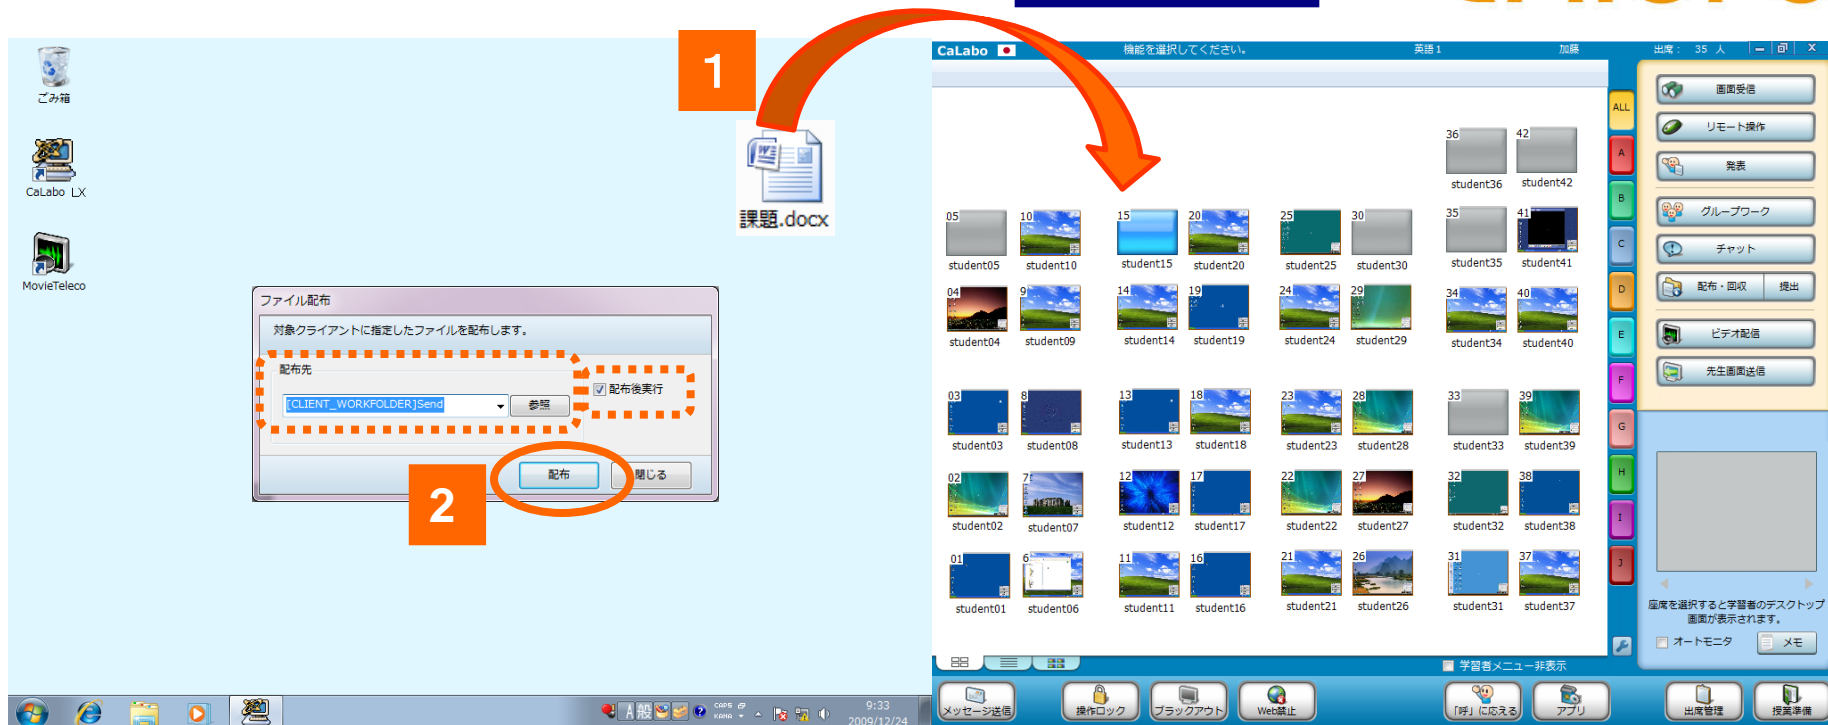 1
CaLabo
機能を選択してください。
英語1
加藤
出席: 35 人
ごみ箱
CaLabo LX
MovieTeleco
課題.docx
ファイル配布
対象クライアントに指定したファイルを配布します。
配布先
[CLIENT_WORKFOLDER]Send
参照
配布後実行
配布
閉じる
2
36
42
student36
student42
05
10
15
20
25
30
35
41
student05
student10
student15
student20
student25
student30
student35
student41
04
9
14
19
24
29
34
40
student04
student09
student14
student19
student24
student29
student34
student40
03
8
13
18
23
28
33
39
student03
student08
student13
student18
student23
student28
student33
student39
02
7
12
17
22
27
32
38
student02
student07
student12
student17
student22
student27
student32
student38
01
6
11
16
21
26
31
37
student01
student06
student11
student16
student21
student26
student31
student37
ALL
A
B
C
D
E
F
G
H
I
J
画面受信
リモート操作
発表
グループワーク
チャット
配布・回収
提出
ビデオ配信
先生画面送信
座席を選択すると学習者のデスクトップ
画面が表示されます。
オートモニタ
メモ
学習者メニュー非表示
メッセージ送信
操作ロック
ブラックアウト
Web禁止
「呼」に応える
アプリ
出席管理
授業準備
A 般
CAPS
KANA
9:33
2009/12/24